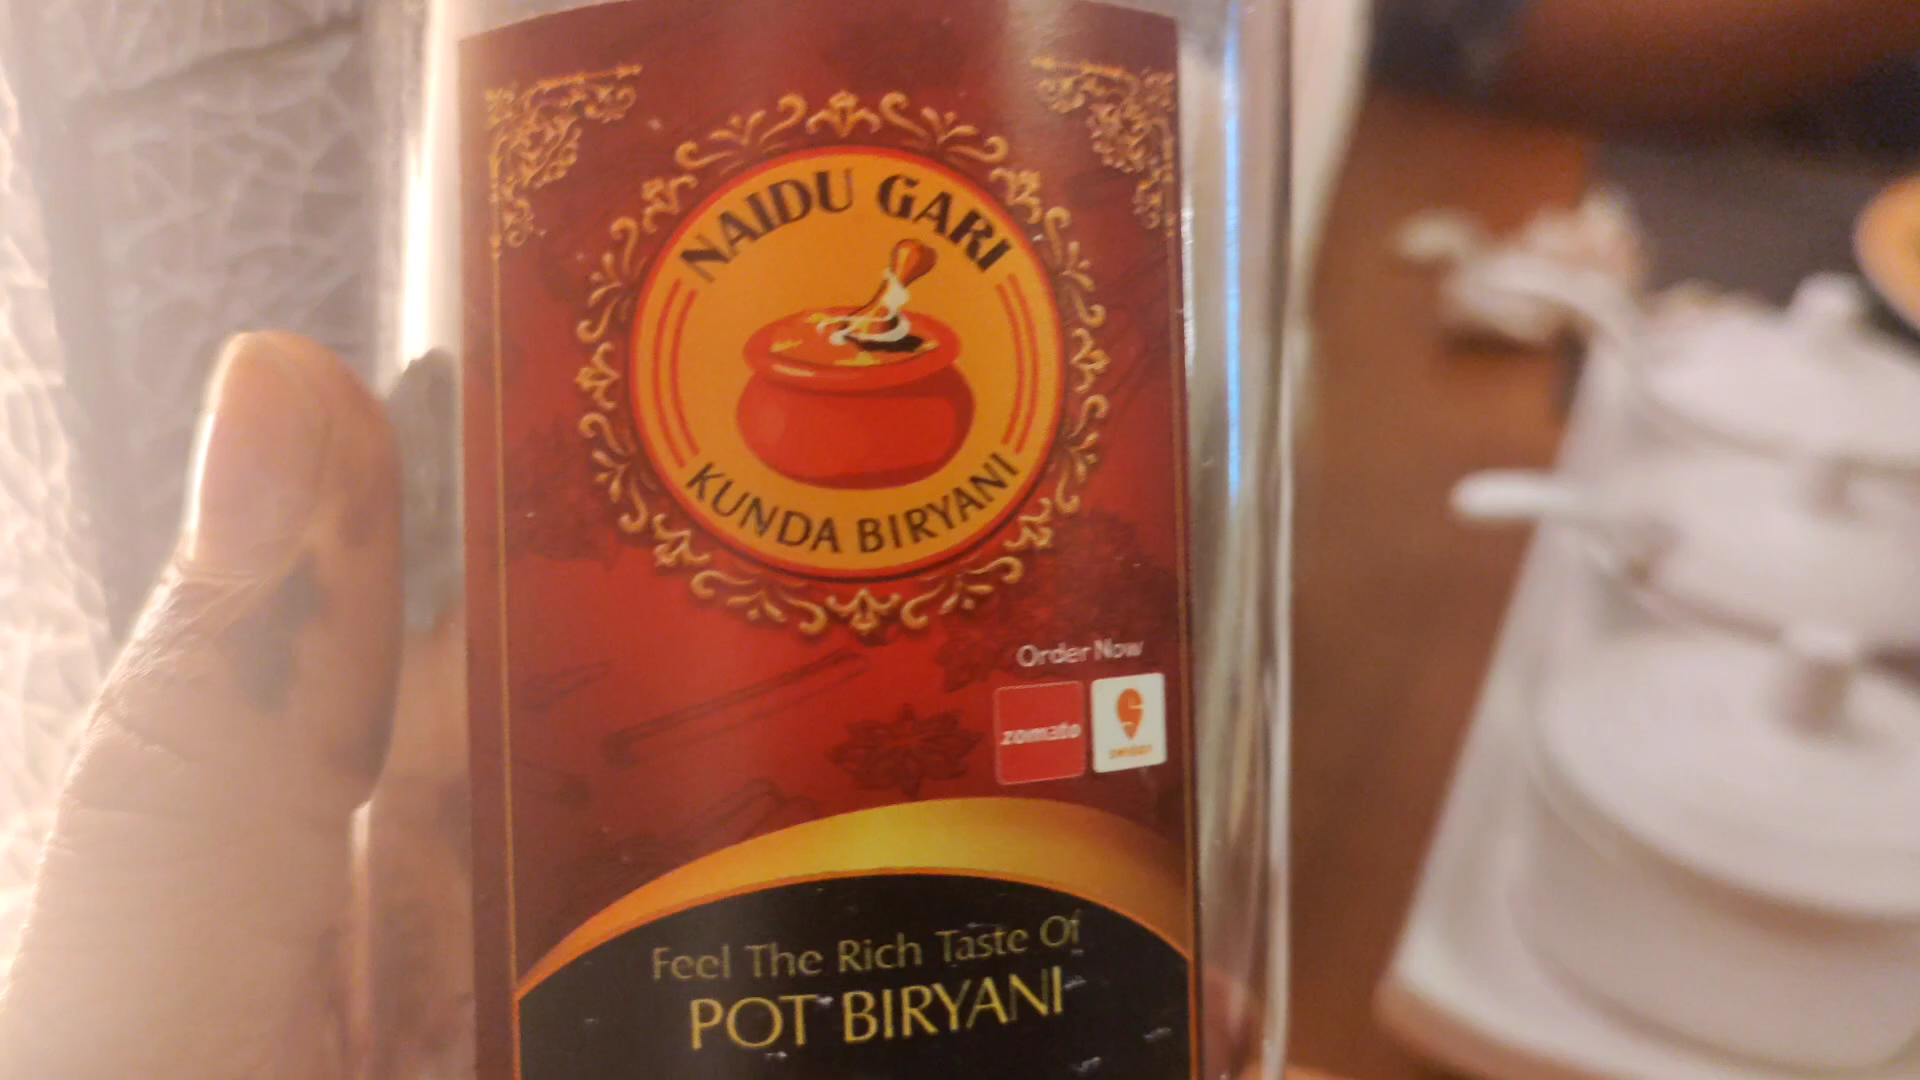 NAIDU GARI
KUNDA BIRYANI
Order Now
zomato
Feel The Rich Taste Of
POT BIRYANI